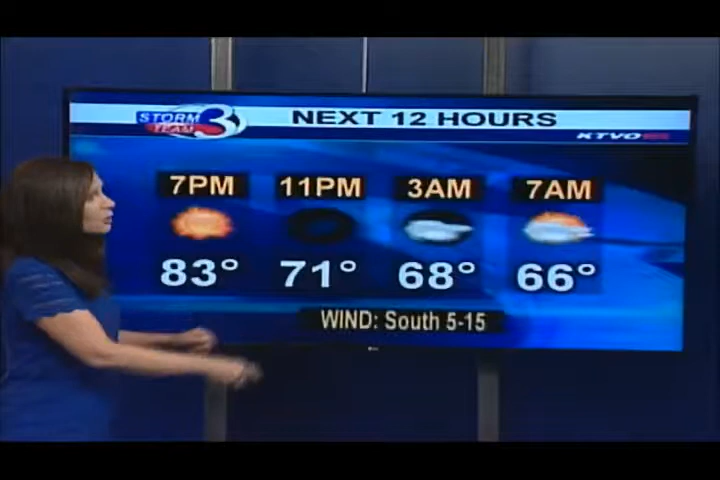 STORM TEAM 3
NEXT 12 HOURS
KTVO
7PM 11PM 3AM 7AM
83° 71° 68° 66°
WIND: South 5-15